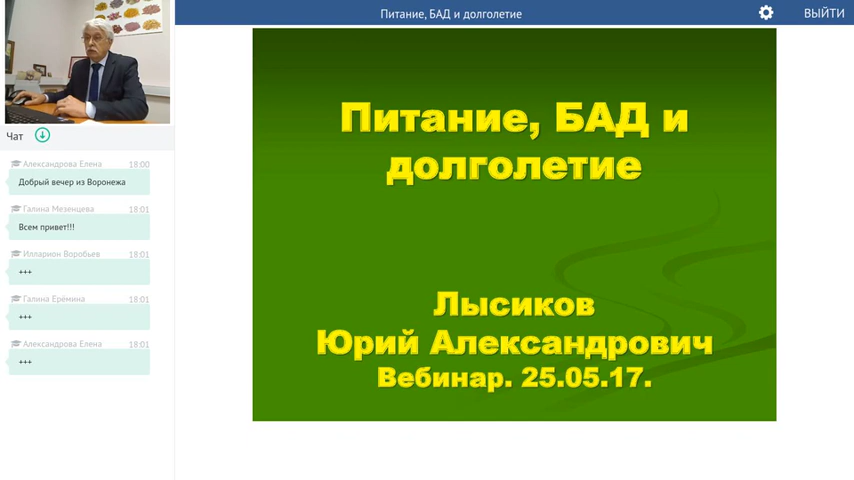 Питание, БАД и долголетие
ВЫЙТИ
Чат
Александрова Елена 18:00
Добрый вечер из Воронежа
Галина Мезенцева 18:01
Всем привет!!!
Илларион Воробьев 18:01
+++
Галина Ерёмина 18:01
+++
Александрова Елена 18:01
+++
Питание, БАД и
долголетие
Лысиков
Юрий Александрович
Вебинар. 25.05.17.